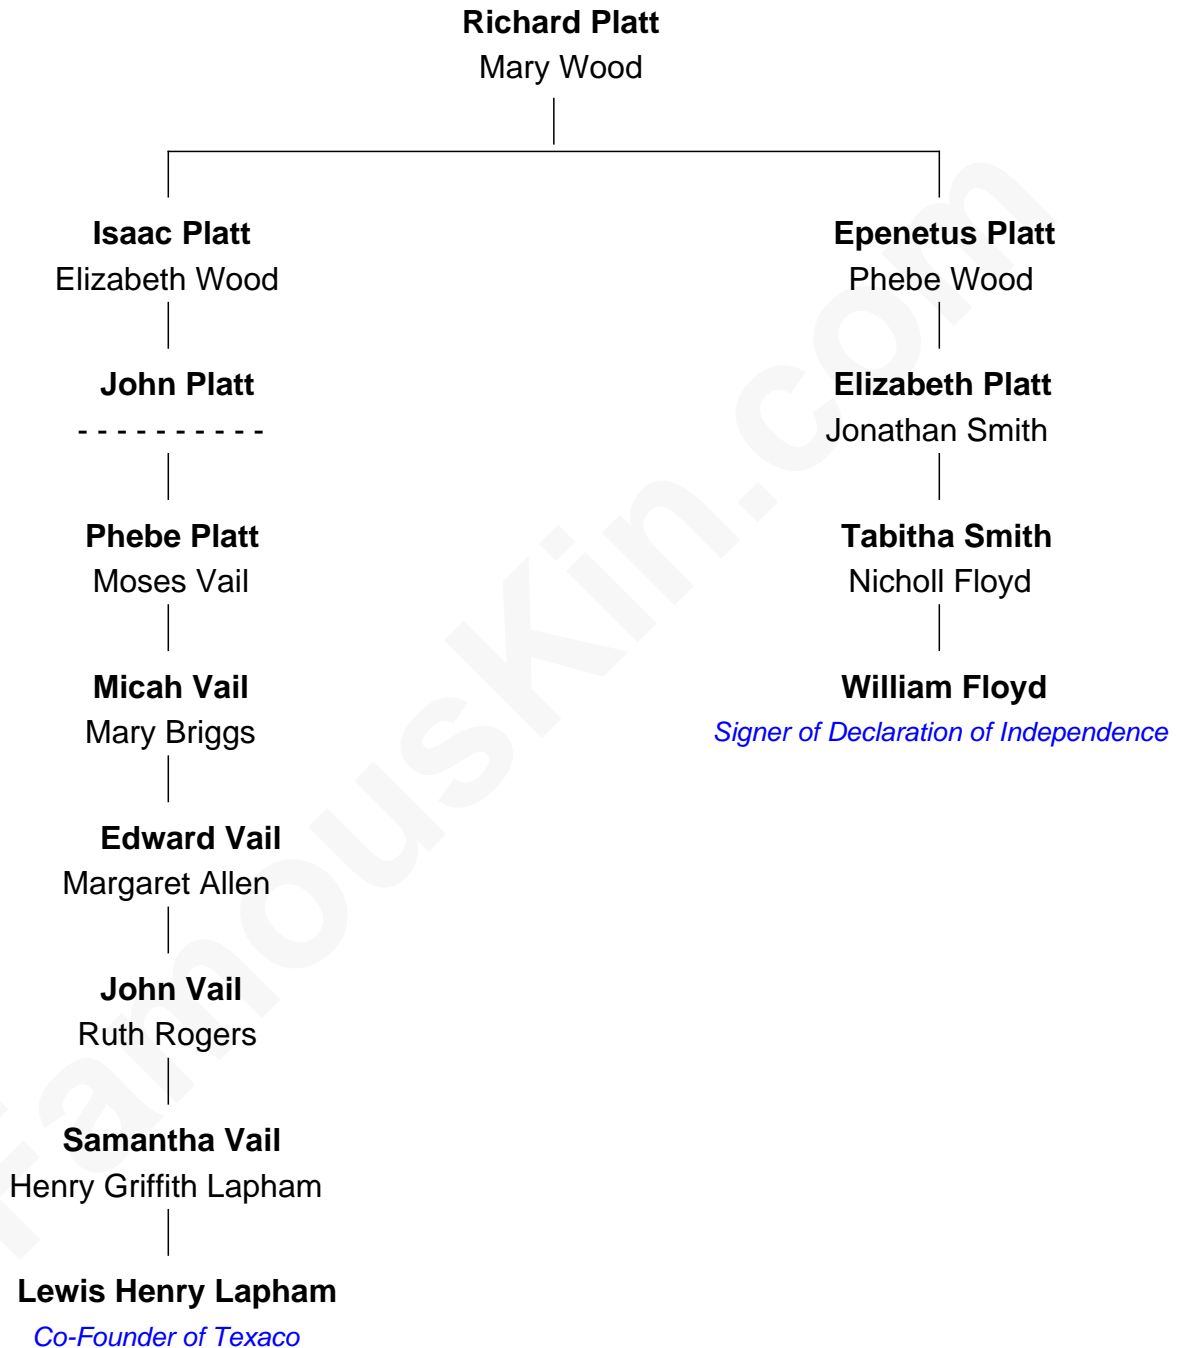 Richard Platt
Mary Wood
Isaac Platt
Elizabeth Wood
Epenetus Platt
Phebe Wood
John Platt
- - - - - - - - - -
Elizabeth Platt
Jonathan Smith
Phebe Platt
Moses Vail
Tabitha Smith
Nicholl Floyd
Micah Vail
Mary Briggs
William Floyd
Signer of Declaration of Independence
Edward Vail
Margaret Allen
John Vail
Ruth Rogers
Samantha Vail
Henry Griffith Lapham
Lewis Henry Lapham
Co-Founder of Texaco
FamousKin.com